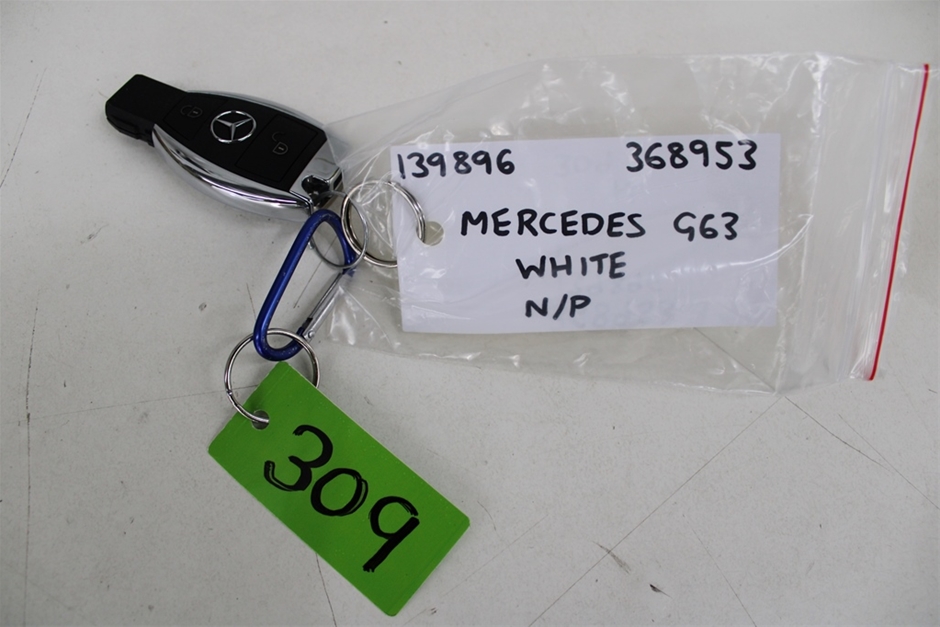 139896 368953
MERCEDES G63
WHITE
N/P
309